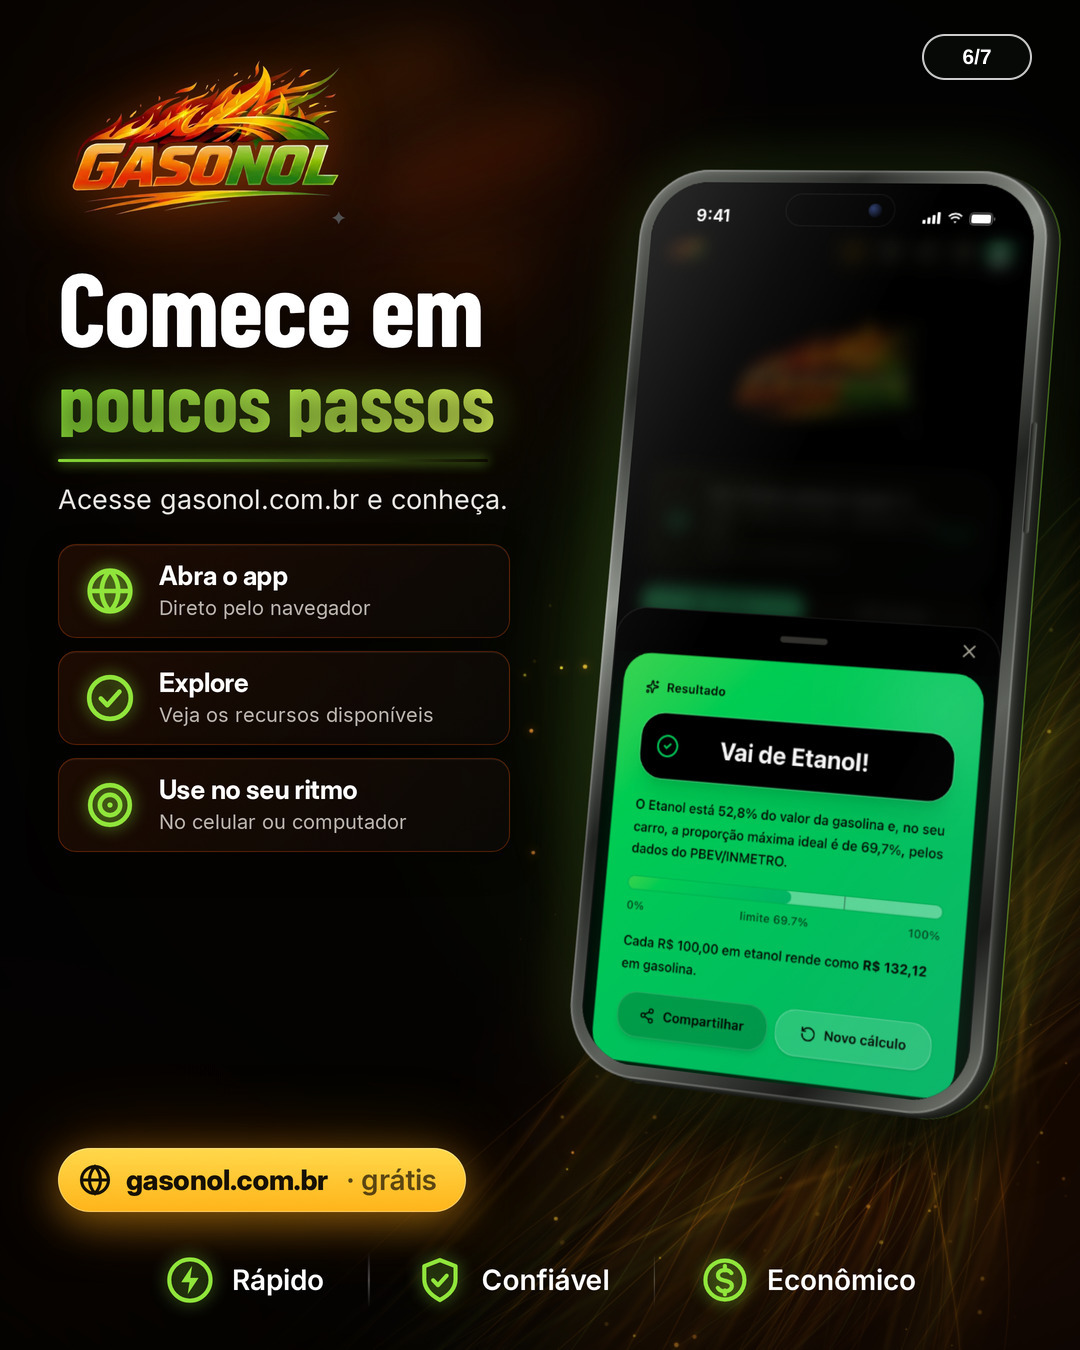 6/7
GASONOL
Comece em
poucos passos
Acesse gasonol.com.br e conheça.
Abra o app
Direto pelo navegador
Explore
Veja os recursos disponíveis
Use no seu ritmo
No celular ou computador
9:41
Resultado
Vai de Etanol!
O Etanol está 52,8% do valor da gasolina e, no seu
carro, a proporção máxima ideal é de 69,7%, pelos
dados do PBEV/INMETRO.
0% limite 69.7% 100%
Cada R$ 100,00 em etanol rende como R$ 132,12
em gasolina.
Compartilhar Novo cálculo
gasonol.com.br · grátis
Rápido Confiável Econômico